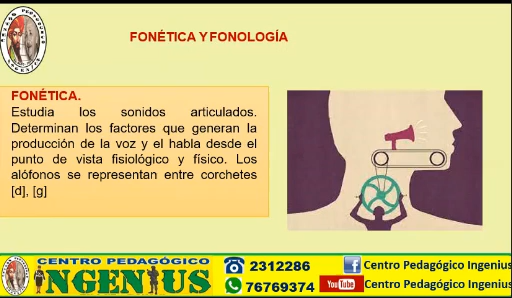 FONÉTICA Y FONOLOGÍA
FONÉTICA.
Estudia los sonidos articulados.
Determinan los factores que generan la
producción de la voz y el habla desde el
punto de vista fisiológico y físico. Los
alófonos se representan entre corchetes
[d], [g]
CENTRO PEDAGÓGICO
INGENIUS
2312286
76769374
Centro Pedagógico Ingenius
You Tube Centro Pedagógico Ingenius